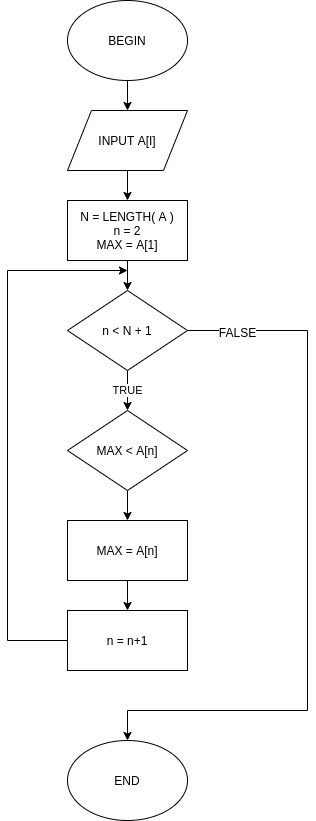 BEGIN
INPUT A[I]
N = LENGTH( A )
n = 2
MAX = A[1]
n < N + 1
FALSE
TRUE
MAX < A[n]
MAX = A[n]
n = n+1
END